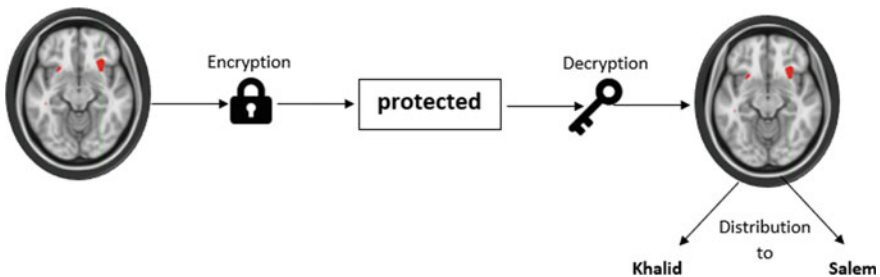 Encryption
protected
Decryption
Distribution
to
Khalid
Salem